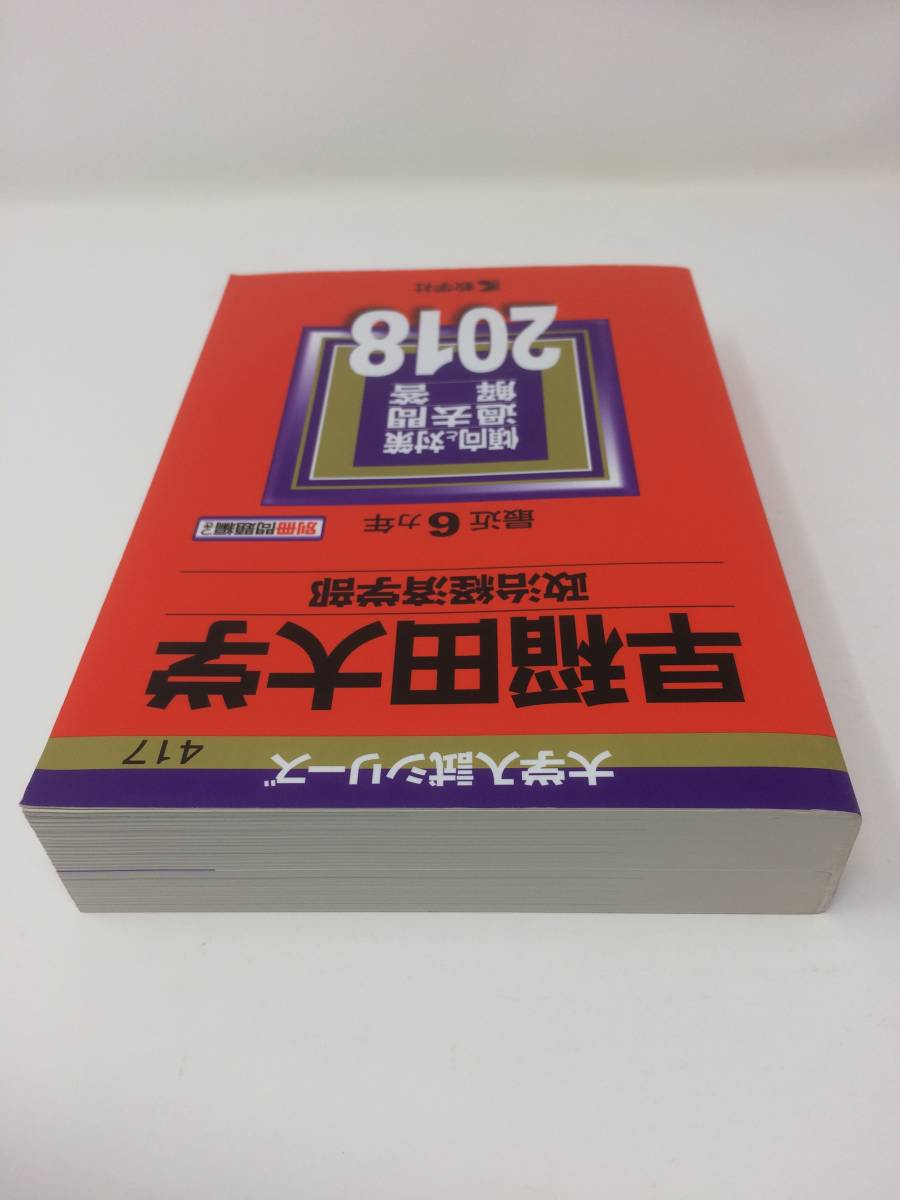 大学入試シリーズ
417
早稲田大学
政治経済学部
最近6カ年
別冊問題編つき
傾向と対策
過去問
解答
2018
教学社